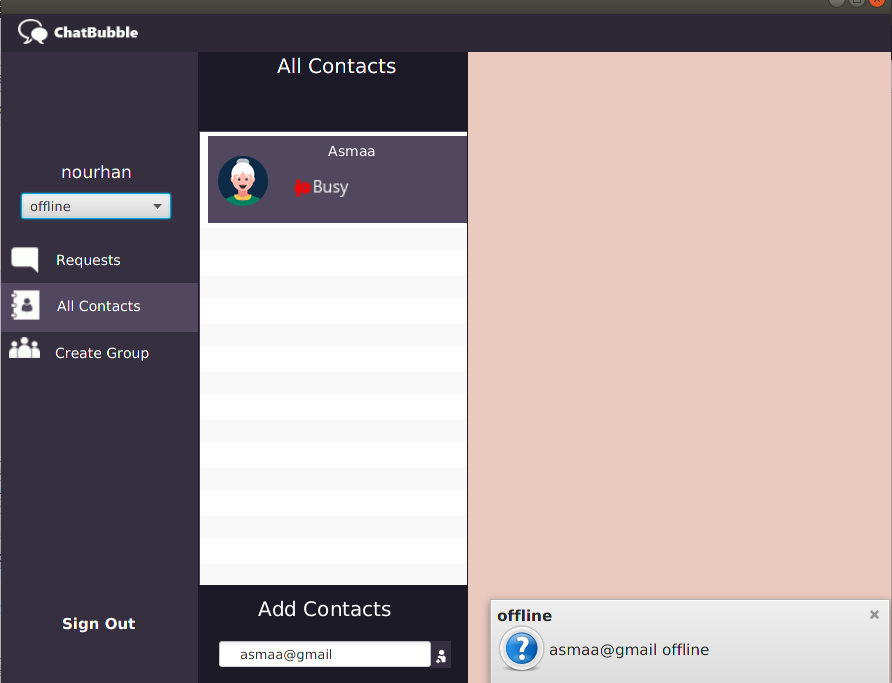 ChatBubble
nourhan
offline
Requests
All Contacts
Create Group
Sign Out
All Contacts
Asmaa
Busy
Add Contacts
asmaa@gmail
offline
asmaa@gmail offline